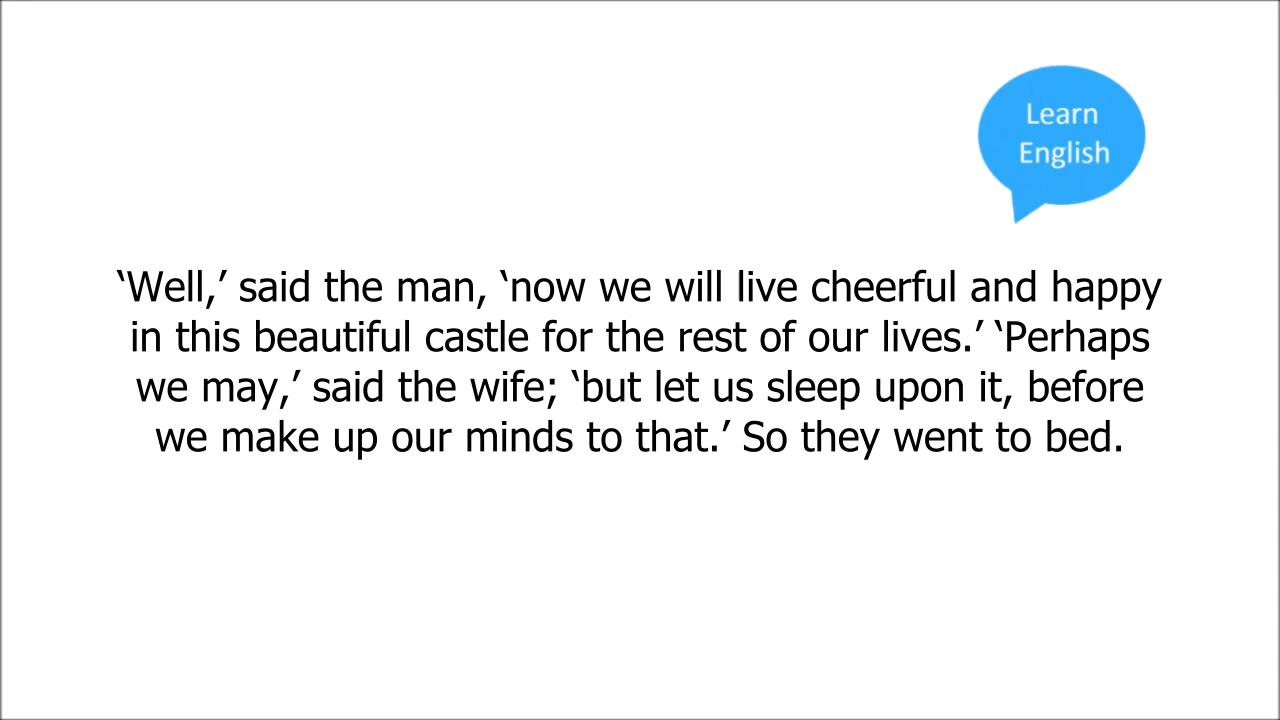 Learn
English
‘Well,’ said the man, ‘now we will live cheerful and happy
in this beautiful castle for the rest of our lives.’ ‘Perhaps
we may,’ said the wife; ‘but let us sleep upon it, before
we make up our minds to that.’ So they went to bed.